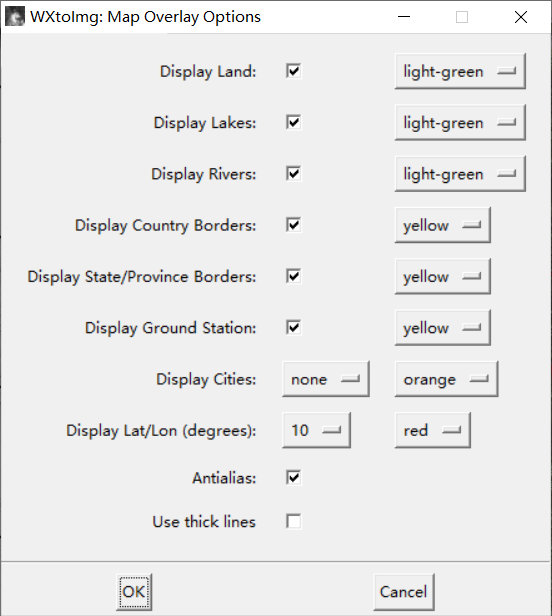 WXtoImg: Map Overlay Options
Display Land: light-green
Display Lakes: light-green
Display Rivers: light-green
Display Country Borders: yellow
Display State/Province Borders: yellow
Display Ground Station: yellow
Display Cities: none orange
Display Lat/Lon (degrees): 10 red
Antialias:
Use thick lines
OK Cancel